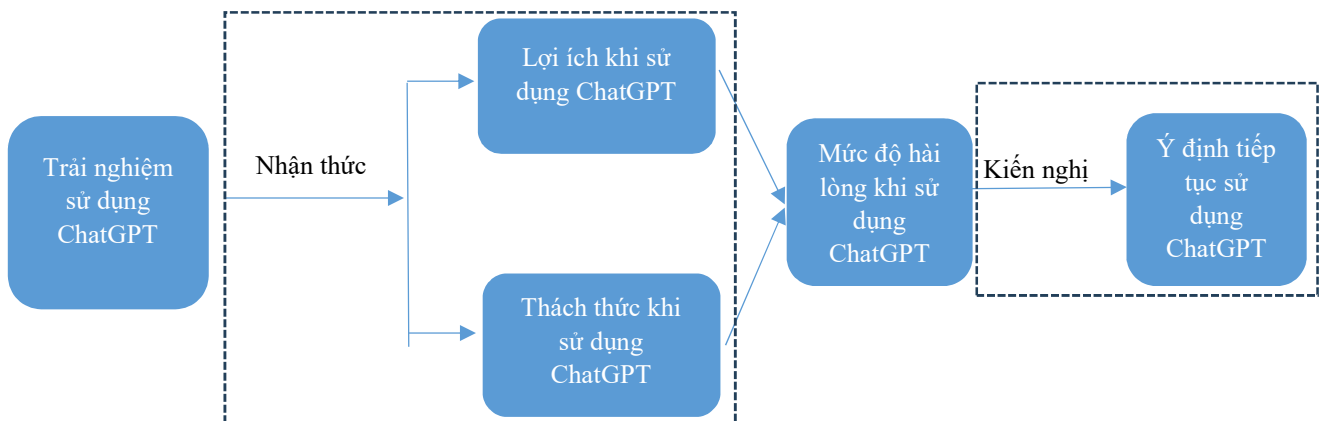 Trải nghiệm
sử dụng
ChatGPT
Nhận thức
Lợi ích khi sử
dụng ChatGPT
Thách thức khi
sử dụng
ChatGPT
Mức độ hài
lòng khi sử
dụng
ChatGPT
Kiến nghị
Ý định tiếp
tục sử
dụng
ChatGPT